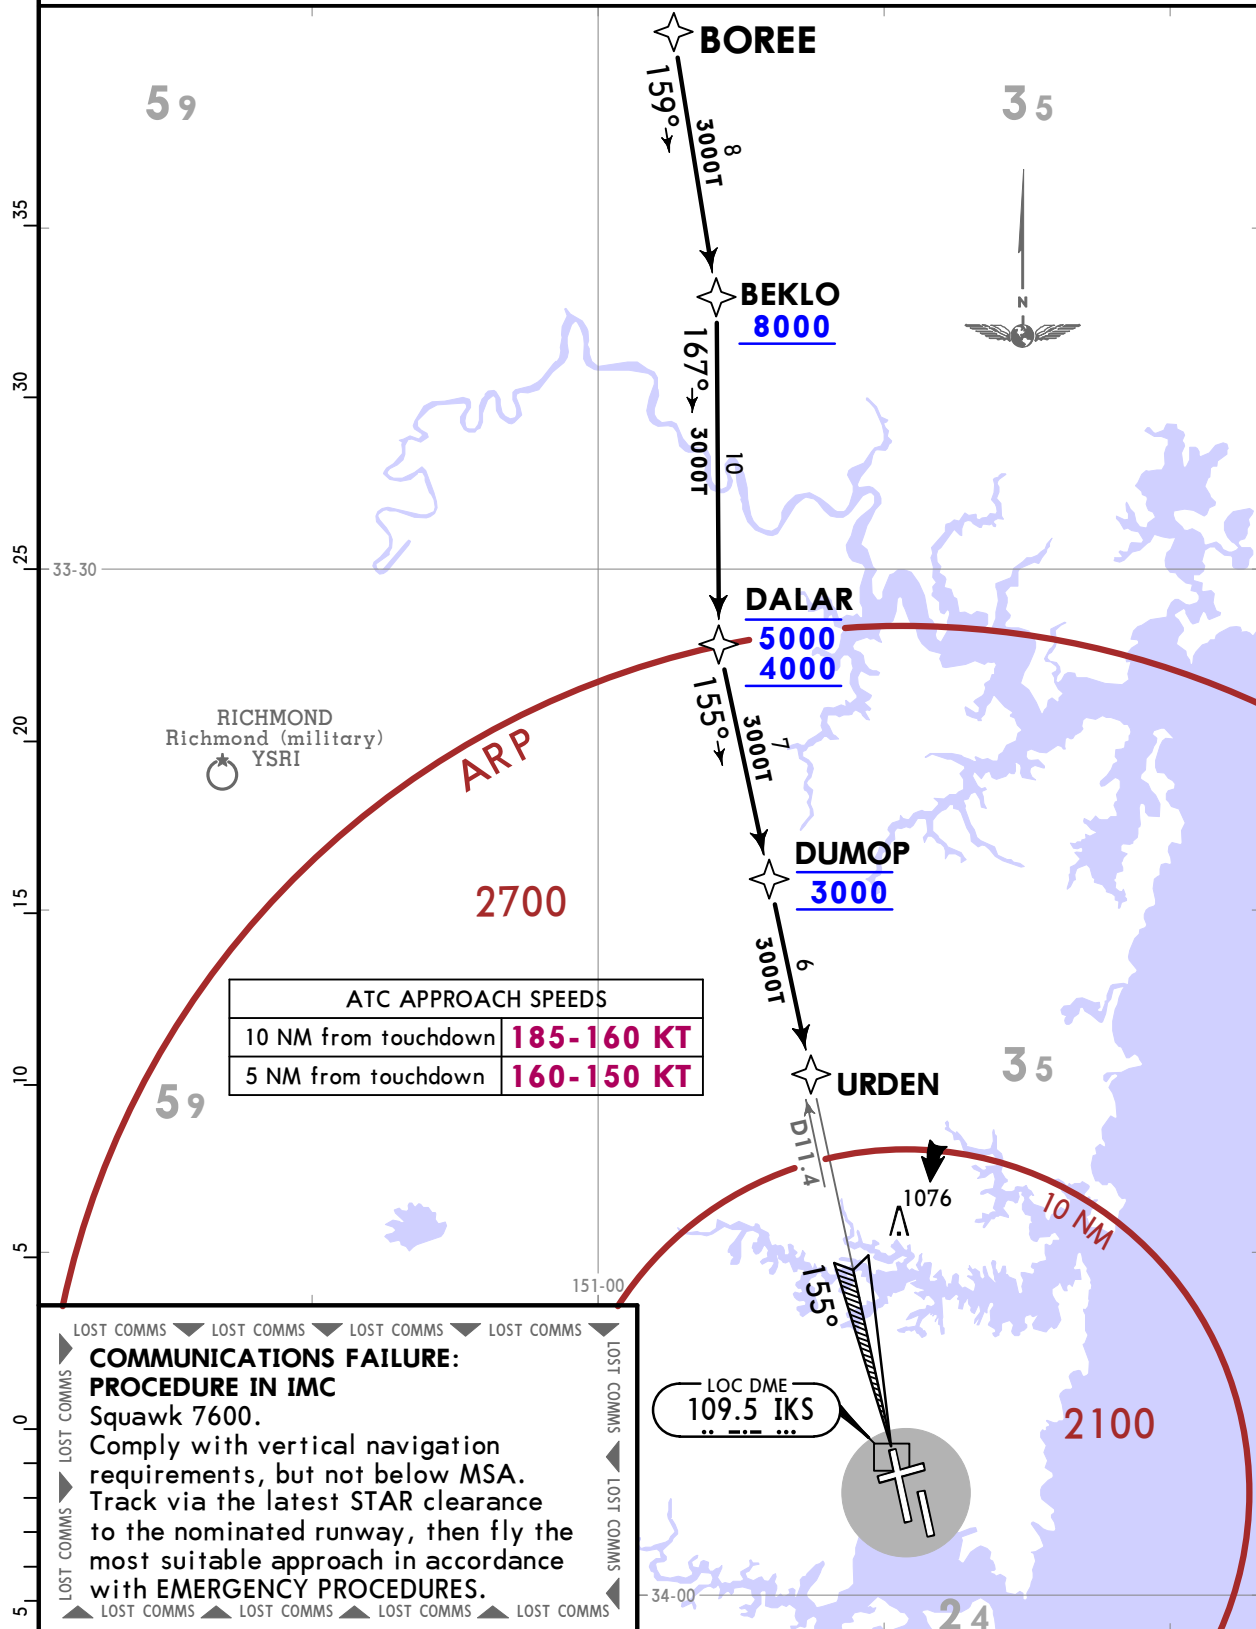 BOREE
159°
8
3000T
59
35
N
35
BEKLO
8000
167°
10
3000T
30
25
33-30
DALAR
5000
4000
155°
7
3000T
RICHMOND
Richmond (military)
YSRI
20
ARP
DUMOP
3000
2700
15
6
3000T
ATC APPROACH SPEEDS
10 NM from touchdown 185-160 KT
5 NM from touchdown 160-150 KT
10
59
35
URDEN
D11.4
1076
10 NM
5
151-00
155°
LOST COMMS LOST COMMS LOST COMMS LOST COMMS
LOST COMMS
LOST COMMS
LOST COMMS
LOST COMMS
COMMUNICATIONS FAILURE:
PROCEDURE IN IMC
Squawk 7600.
Comply with vertical navigation
requirements, but not below MSA.
Track via the latest STAR clearance
to the nominated runway, then fly the
most suitable approach in accordance
with EMERGENCY PROCEDURES.
LOST COMMS LOST COMMS LOST COMMS LOST COMMS
LOC DME
109.5 IKS
2100
0
5
34-00
24